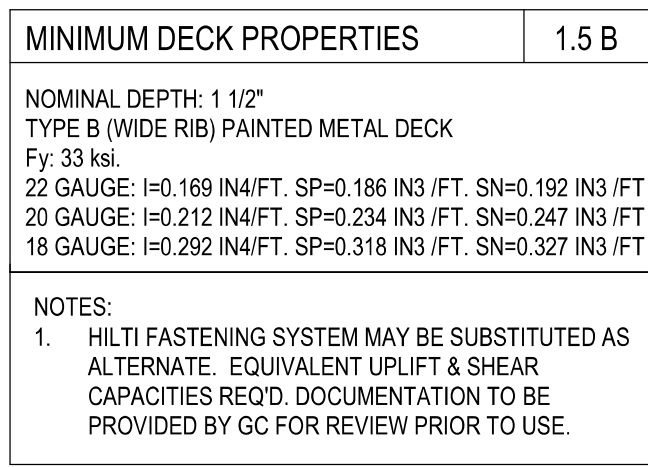 MINIMUM DECK PROPERTIES 1.5 B
NOMINAL DEPTH: 1 1/2"
TYPE B (WIDE RIB) PAINTED METAL DECK
Fy: 33 ksi.
22 GAUGE: I=0.169 IN4/FT. SP=0.186 IN3 /FT. SN=0.192 IN3 /FT
20 GAUGE: I=0.212 IN4/FT. SP=0.234 IN3 /FT. SN=0.247 IN3 /FT
18 GAUGE: I=0.292 IN4/FT. SP=0.318 IN3 /FT. SN=0.327 IN3 /FT
NOTES:
1. HILTI FASTENING SYSTEM MAY BE SUBSTITUTED AS
ALTERNATE. EQUIVALENT UPLIFT & SHEAR
CAPACITIES REQ'D. DOCUMENTATION TO BE
PROVIDED BY GC FOR REVIEW PRIOR TO USE.